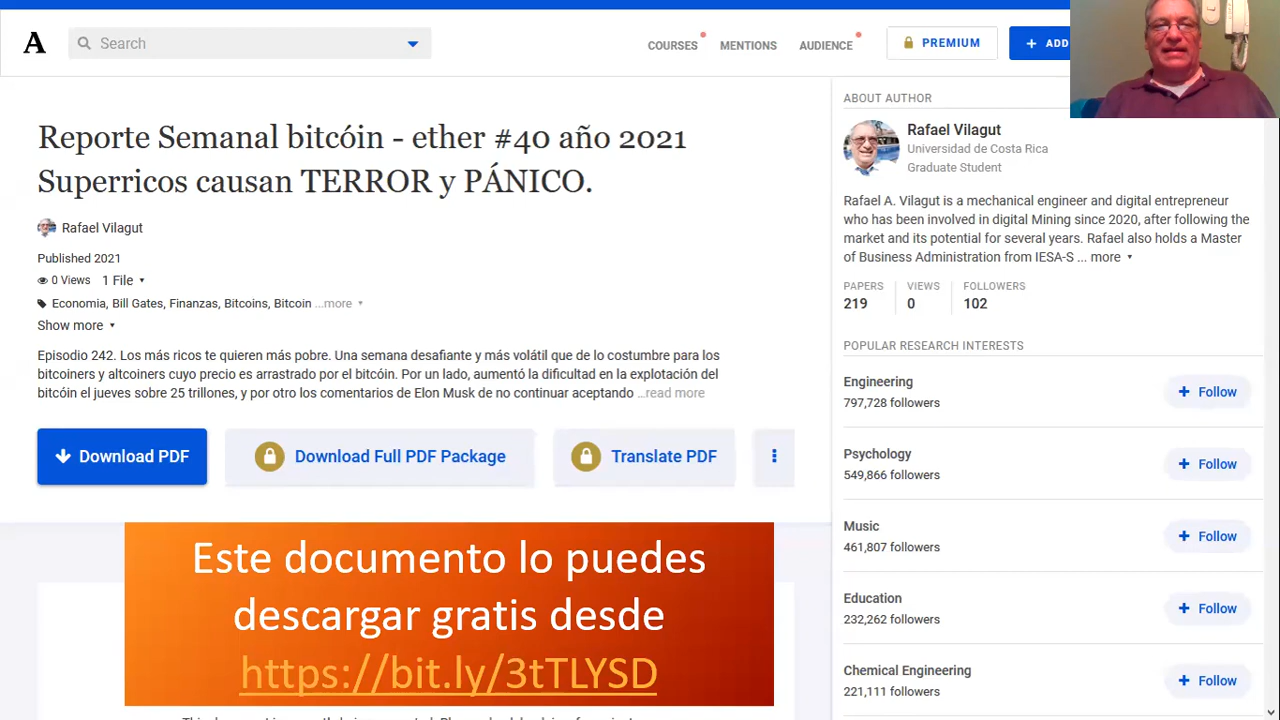 A
Search
COURSES
MENTIONS
AUDIENCE
PREMIUM
+ ADD
Reporte Semanal bitcóin - ether #40 año 2021
Superricos causan TERROR y PÁNICO.
Rafael Vilagut
Published 2021
0 Views 1 File
Economia, Bill Gates, Finanzas, Bitcoins, Bitcoin ...more
Show more
Episodio 242. Los más ricos te quieren más pobre. Una semana desafiante y más volátil que de lo costumbre para los
bitcoiners y altcoiners cuyo precio es arrastrado por el bitcóin. Por un lado, aumentó la dificultad en la explotación del
bitcóin el jueves sobre 25 trillones, y por otro los comentarios de Elon Musk de no continuar aceptando ...read more
Download PDF
Download Full PDF Package
Translate PDF
Este documento lo puedes
descargar gratis desde
https://bit.ly/3tTLYSD
ABOUT AUTHOR
Rafael Vilagut
Universidad de Costa Rica
Graduate Student
Rafael A. Vilagut is a mechanical engineer and digital entrepreneur
who has been involved in digital Mining since 2020, after following the
market and its potential for several years. Rafael also holds a Master
of Business Administration from IESA-S ... more
PAPERS VIEWS FOLLOWERS
219 0 102
POPULAR RESEARCH INTERESTS
Engineering
797,728 followers
+ Follow
Psychology
549,866 followers
+ Follow
Music
461,807 followers
+ Follow
Education
232,262 followers
+ Follow
Chemical Engineering
221,111 followers
+ Follow